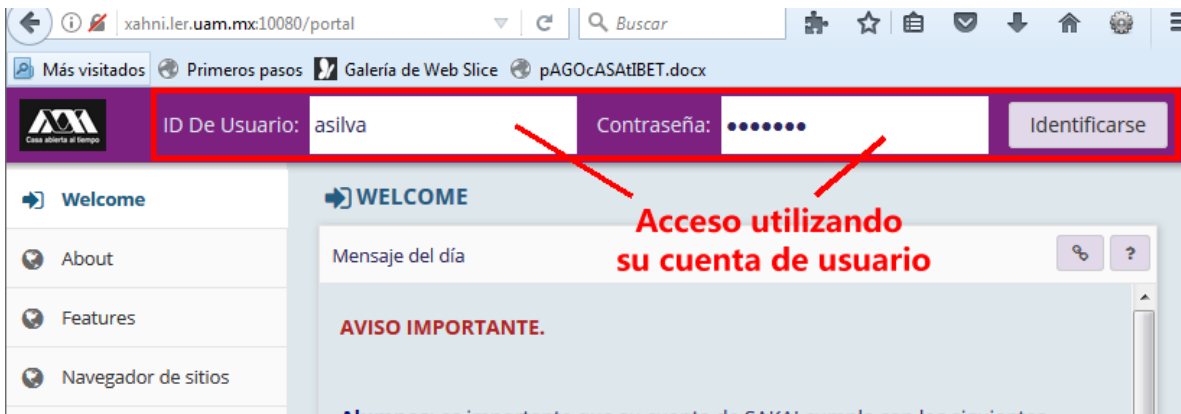 xahni.ler.uam.mx:10080/portal
Buscar
Más visitados Primeros pasos Galería de Web Slice pAGOcASAtIBET.docx
Casa abierta al tiempo
ID De Usuario: asilva Contraseña: ••••••• Identificarse
Welcome
WELCOME
Acceso utilizando
su cuenta de usuario
About
Mensaje del día
?
Features
AVISO IMPORTANTE.
Navegador de sitios